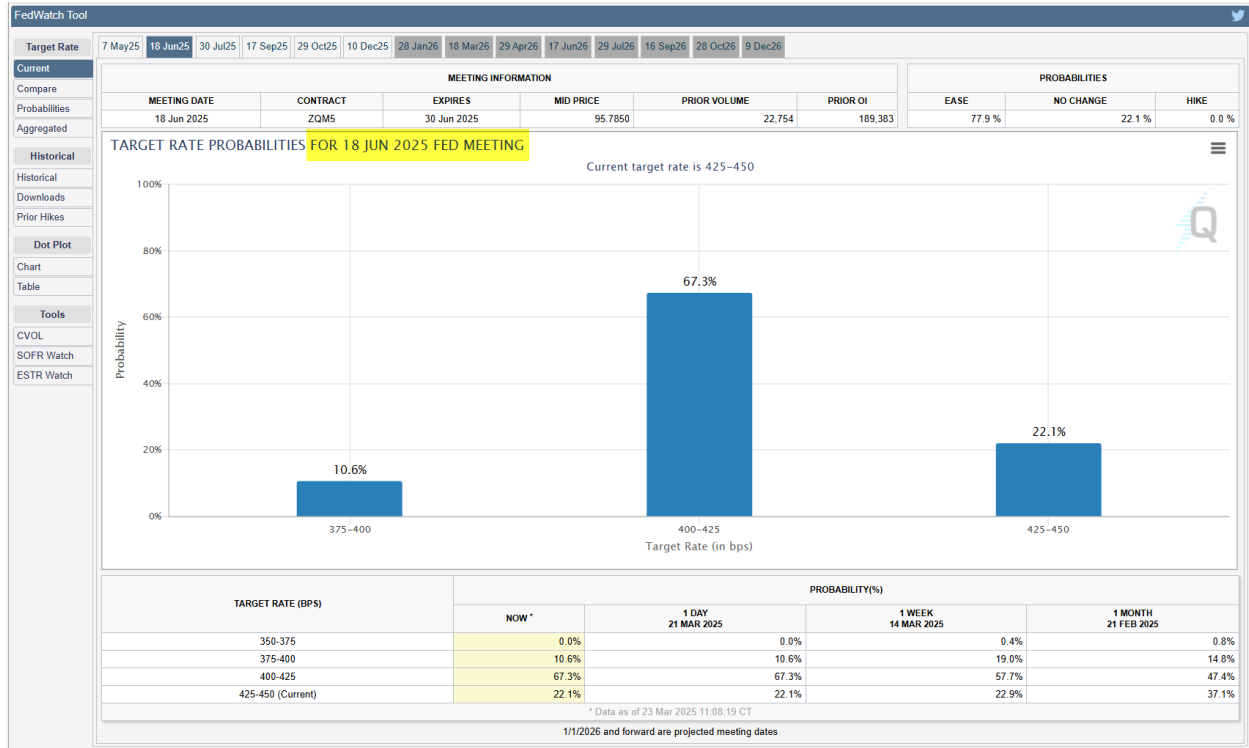 FedWatch Tool
Target Rate
Current
Compare
Probabilities
Aggregated
Historical
Historical
Downloads
Prior Hikes
Dot Plot
Chart
Table
Tools
CVOL
SOFR Watch
ESTR Watch
7 May25 18 Jun25 30 Jul25 17 Sep25 29 Oct25 10 Dec25 28 Jan26 18 Mar26 29 Apr26 17 Jun26 29 Jul26 16 Sep26 28 Oct26 9 Dec26
MEETING INFORMATION
MEETING DATE CONTRACT EXPIRES MID PRICE PRIOR VOLUME PRIOR OI
18 Jun 2025 ZQM5 30 Jun 2025 95.7850 22,754 189,383
PROBABILITIES
EASE NO CHANGE HIKE
77.9 % 22.1 % 0.0 %
TARGET RATE PROBABILITIES FOR 18 JUN 2025 FED MEETING
Current target rate is 425–450
Q
Probability
100%
80%
60%
40%
20%
0%
10.6%
67.3%
22.1%
375–400 400–425 425–450
Target Rate (in bps)
TARGET RATE (BPS) PROBABILITY(%)
NOW * 1 DAY 21 MAR 2025 1 WEEK 14 MAR 2025 1 MONTH 21 FEB 2025
350-375 0.0% 0.0% 0.4% 0.8%
375-400 10.6% 10.6% 19.0% 14.8%
400-425 67.3% 67.3% 57.7% 47.4%
425-450 (Current) 22.1% 22.1% 22.9% 37.1%
* Data as of 23 Mar 2025 11:08:19 CT
1/1/2026 and forward are projected meeting dates